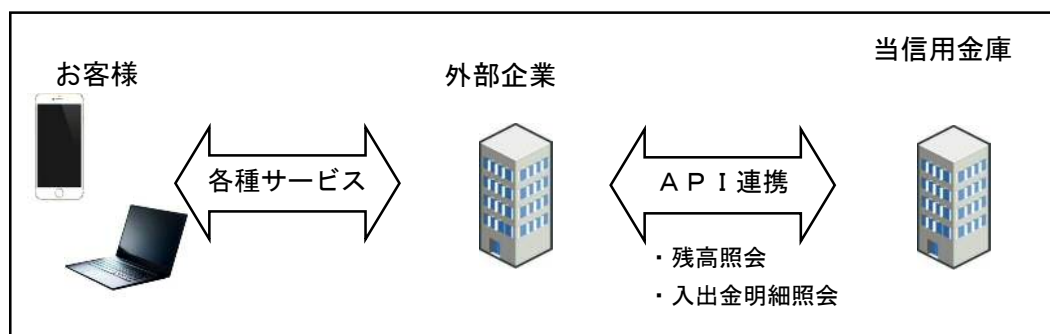 お客様
外部企業
当信用金庫
各種サービス
ＡＰＩ連携
・残高照会
・入出金明細照会